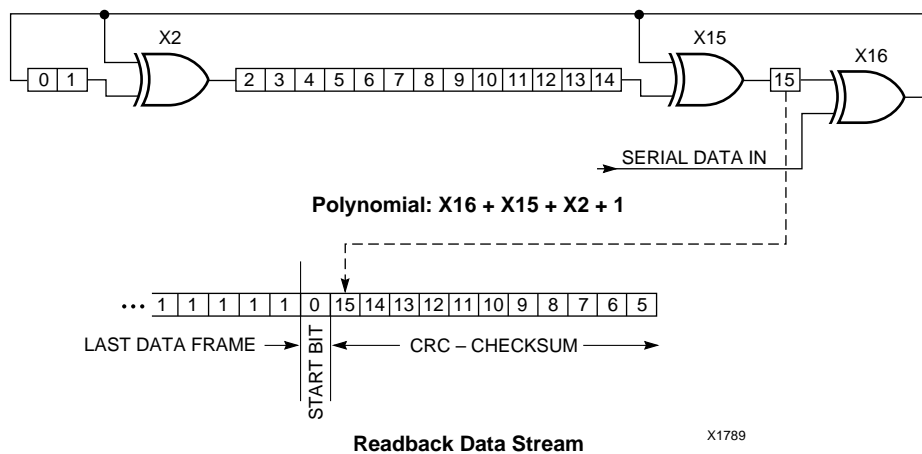 X2
X15
X16
0 1
2 3 4 5 6 7 8 9 10 11 12 13 14
15
SERIAL DATA IN
Polynomial: X16 + X15 + X2 + 1
••• 1 1 1 1 1 0 15 14 13 12 11 10 9 8 7 6 5
LAST DATA FRAME
START BIT
CRC – CHECKSUM
Readback Data Stream
X1789